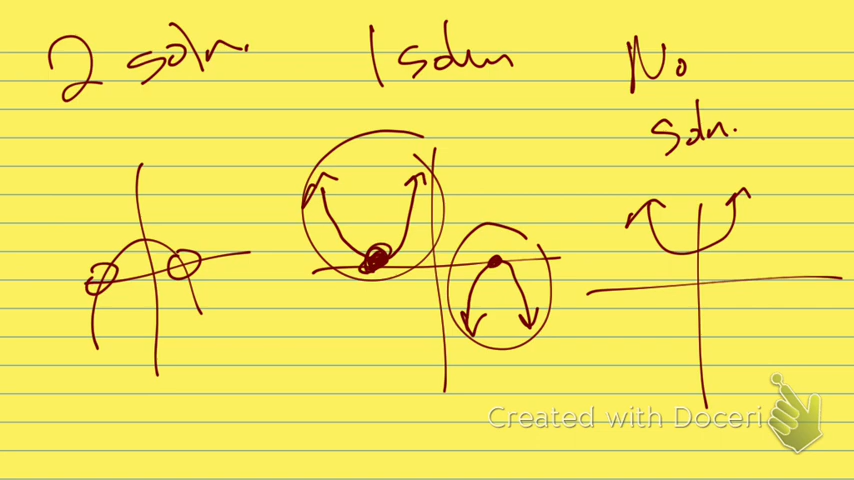 2 soln.
1 soln
No
soln.
Created with Doceri